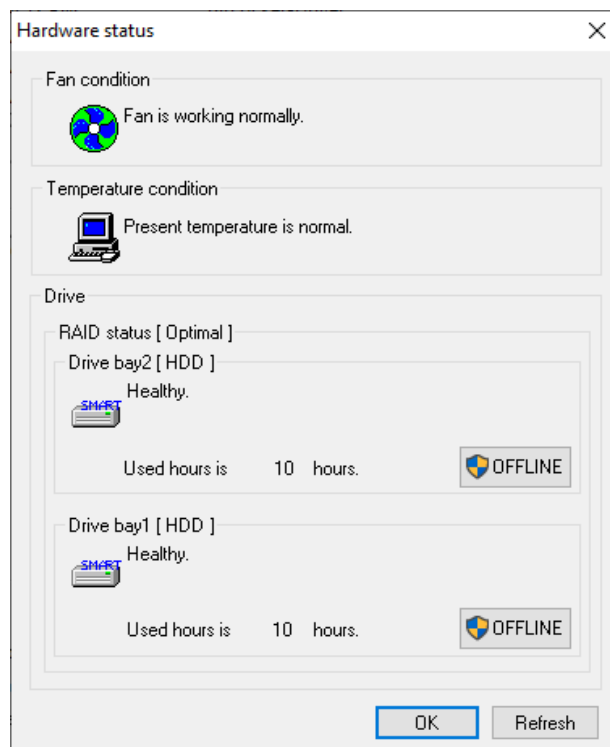 Hardware status
Fan condition
Fan is working normally.
Temperature condition
Present temperature is normal.
Drive
RAID status [ Optimal ]
Drive bay2 [ HDD ]
Healthy.
SMART
Used hours is 10 hours.
OFFLINE
Drive bay1 [ HDD ]
Healthy.
SMART
Used hours is 10 hours.
OFFLINE
OK
Refresh